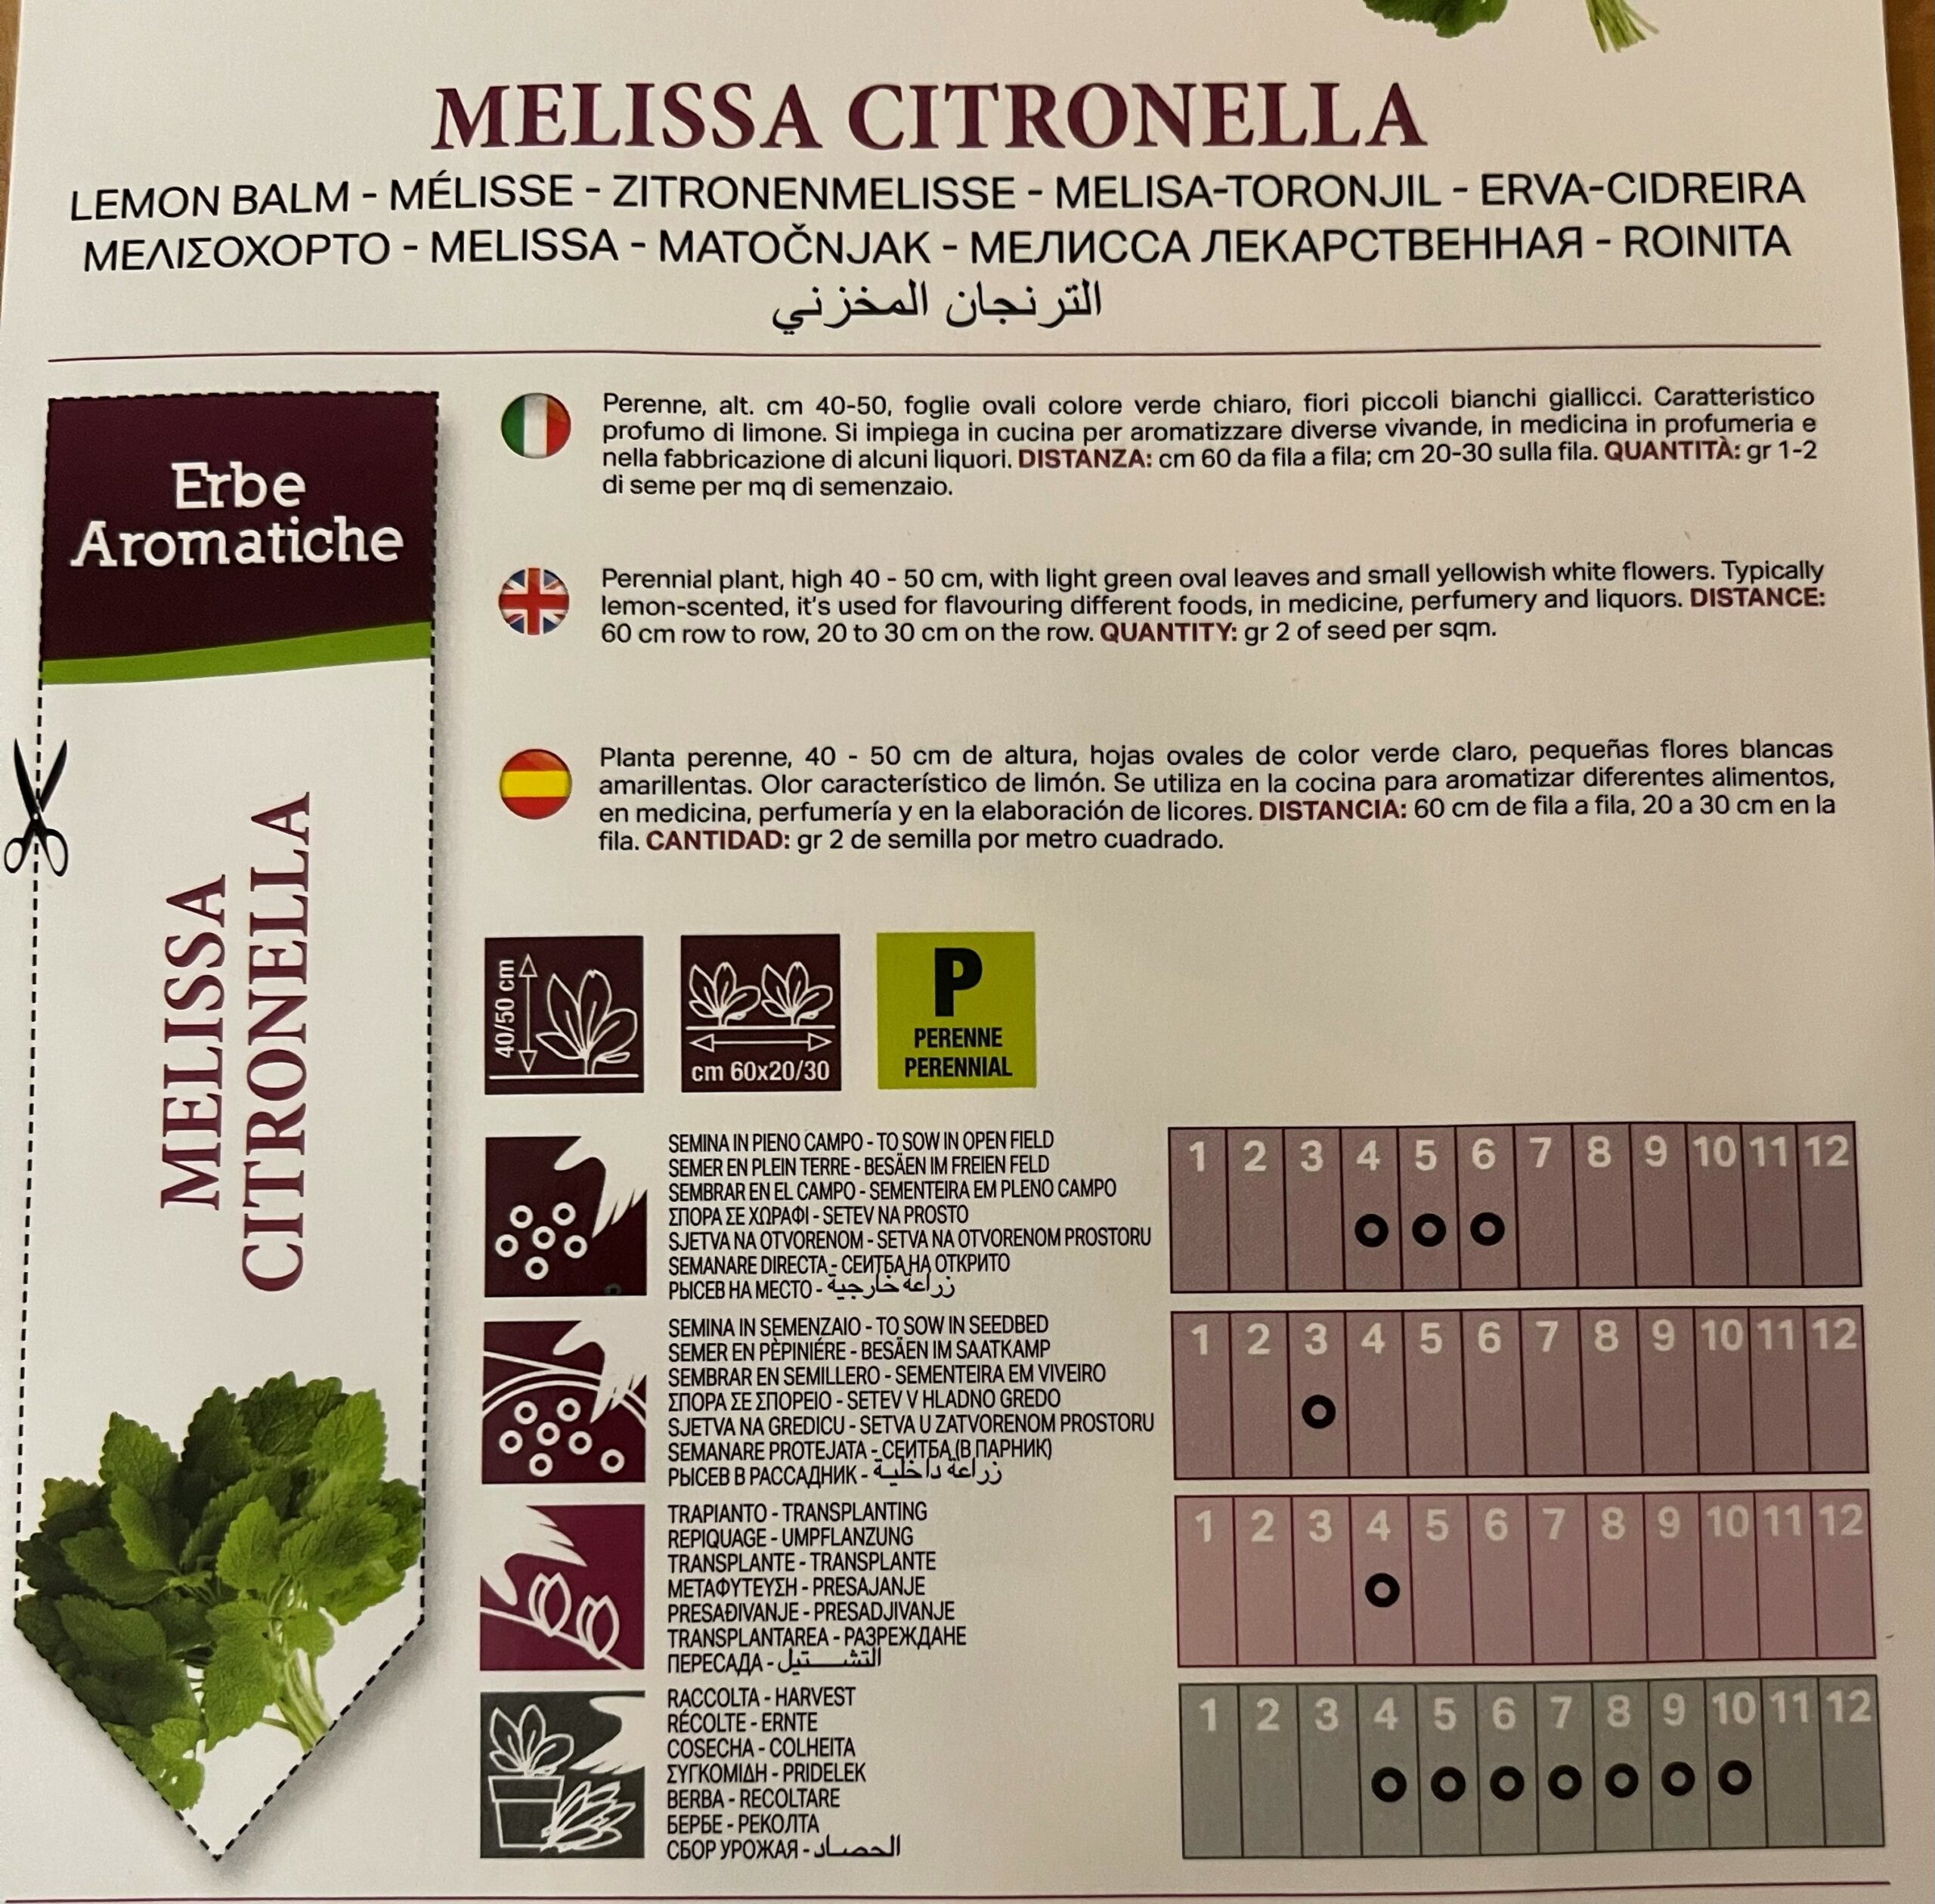 MELISSA CITRONELLA
LEMON BALM - MÉLISSE - ZITRONENMELISSE - MELISA-TORONJIL - ERVA-CIDREIRA
ΜΕΛΙΣΟΧΟΡΤΟ - MELISSA - MATOČNJAK - МЕЛИССА ЛЕКАРСТВЕННАЯ - ROINITA
الترنجان المخزني
Erbe
Aromatiche
MELISSA
CITRONELLA
Perenne, alt. cm 40-50, foglie ovali colore verde chiaro, fiori piccoli bianchi giallicci. Caratteristico
profumo di limone. Si impiega in cucina per aromatizzare diverse vivande, in medicina in profumeria e
nella fabbricazione di alcuni liquori. DISTANZA: cm 60 da fila a fila; cm 20-30 sulla fila. QUANTITÀ: gr 1-2
di seme per mq di semenzaio.
Perennial plant, high 40 - 50 cm, with light green oval leaves and small yellowish white flowers. Typically
lemon-scented, it's used for flavouring different foods, in medicine, perfumery and liquors. DISTANCE:
60 cm row to row, 20 to 30 cm on the row. QUANTITY: gr 2 of seed per sqm.
Planta perenne, 40 - 50 cm de altura, hojas ovales de color verde claro, pequeñas flores blancas
amarillentas. Olor característico de limón. Se utiliza en la cocina para aromatizar diferentes alimentos,
en medicina, perfumería y en la elaboración de licores. DISTANCIA: 60 cm de fila a fila, 20 a 30 cm en la
fila. CANTIDAD: gr 2 de semilla por metro cuadrado.
40/50 cm
cm 60x20/30
P
PERENNE
PERENNIAL
SEMINA IN PIENO CAMPO - TO SOW IN OPEN FIELD
SEMER EN PLEIN TERRE - BESÄEN IM FREIEN FELD
SEMBRAR EN EL CAMPO - SEMENTEIRA EM PLENO CAMPO
ΣΠΟΡΑ ΣΕ ΧΩΡΑΦΙ - SETEV NA PROSTO
SJETVA NA OTVORENOM - SETVA NA OTVORENOM PROSTORU
SEMANARE DIRECTA - СЕИТБА НА ОТКРИТО
РЫСЕВ НА МЕСТО - زراعة خارجية
1 2 3 4 5 6 7 8 9 10 11 12
SEMINA IN SEMENZAIO - TO SOW IN SEEDBED
SEMER EN PÈPINIÉRE - BESÄEN IM SAATKAMP
SEMBRAR EN SEMILLERO - SEMENTEIRA EM VIVEIRO
ΣΠΟΡΑ ΣΕ ΣΠΟΡΕΙΟ - SETEV V HLADNO GREDO
SJETVA NA GREDICU - SETVA U ZATVORENOM PROSTORU
SEMANARE PROTEJATA - СЕИТБА (В ПАРНИК)
РЫСЕВ В РАССАДНИК - زراعة داخلية
1 2 3 4 5 6 7 8 9 10 11 12
TRAPIANTO - TRANSPLANTING
REPIQUAGE - UMPFLANZUNG
TRANSPLANTE - TRANSPLANTE
ΜΕΤΑΦΥΤΕΥΣΗ - PRESAJANJE
PRESAĐIVANJE - PRESADJIVANJE
TRANSPLANTAREA - РАЗРЕЖДАНЕ
ПЕРЕСАДА - التشـــتيل
1 2 3 4 5 6 7 8 9 10 11 12
RACCOLTA - HARVEST
RÉCOLTE - ERNTE
COSECHA - COLHEITA
ΣΥΓΚΟΜΙΔΗ - PRIDELEK
BERBA - RECOLTARE
БЕРБЕ - РЕКОЛТА
СБОР УРОЖАЯ - الحصـاد
1 2 3 4 5 6 7 8 9 10 11 12